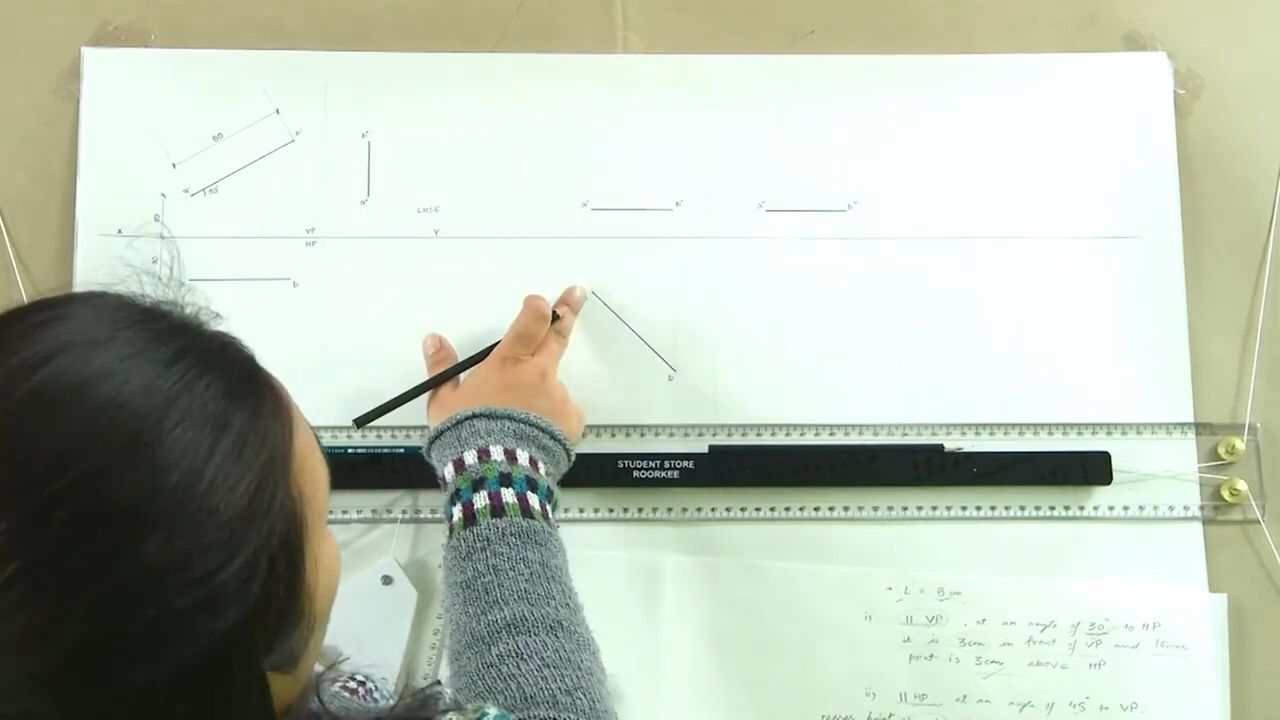 80
b'
a'
30°
b"
a"
LHSE
a'
b'
a"
b"
X
VP
Y
HP
b
b
STUDENT STORE
ROORKEE
L = 8 cm
i) || VP, at an angle of 30° to HP
it is 3cm in front of VP and
point is 3cm above HP
ii) || HP at an angle of 45° to VP.